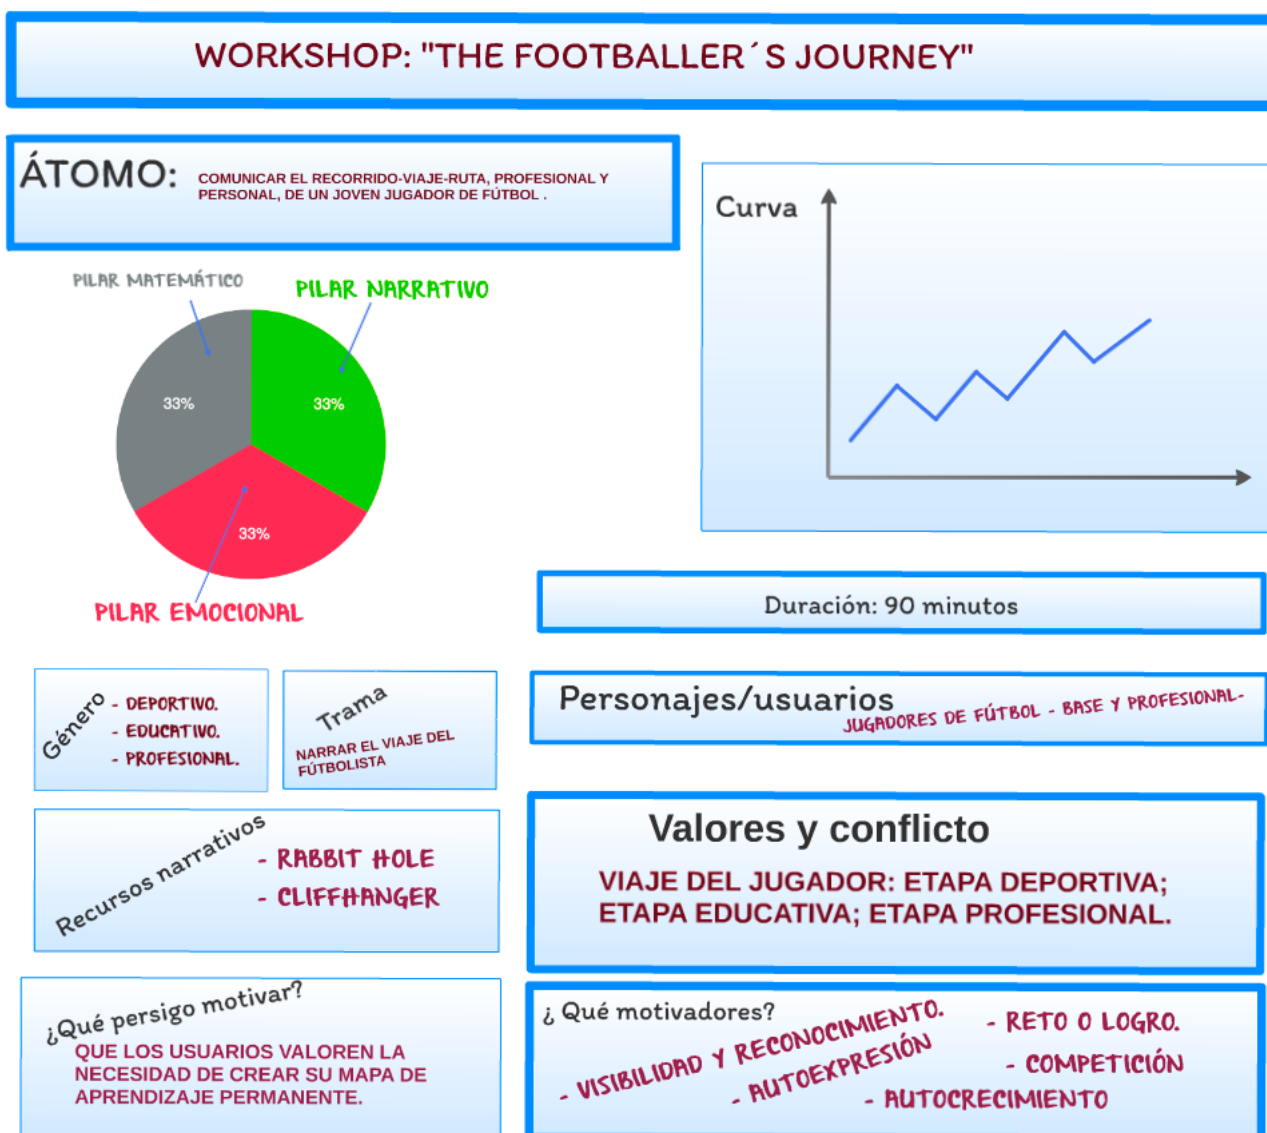 WORKSHOP: "THE FOOTBALLER´S JOURNEY"
ÁTOMO:
COMUNICAR EL RECORRIDO-VIAJE-RUTA, PROFESIONAL Y
PERSONAL, DE UN JOVEN JUGADOR DE FÚTBOL .
PILAR MATEMÁTICO
PILAR NARRATIVO
33%
33%
33%
PILAR EMOCIONAL
Curva
Duración: 90 minutos
Género
- DEPORTIVO.
- EDUCATIVO.
- PROFESIONAL.
Trama
NARRAR EL VIAJE DEL
FÚTBOLISTA
Personajes/usuarios
JUGADORES DE FÚTBOL - BASE Y PROFESIONAL-
Recursos narrativos
- RABBIT HOLE
- CLIFFHANGER
Valores y conflicto
VIAJE DEL JUGADOR: ETAPA DEPORTIVA;
ETAPA EDUCATIVA; ETAPA PROFESIONAL.
¿Qué persigo motivar?
QUE LOS USUARIOS VALOREN LA
NECESIDAD DE CREAR SU MAPA DE
APRENDIZAJE PERMANENTE.
¿ Qué motivadores?
- VISIBILIDAD Y RECONOCIMIENTO.
- AUTOEXPRESIÓN
- RETO O LOGRO.
- COMPETICIÓN
- AUTOCRECIMIENTO